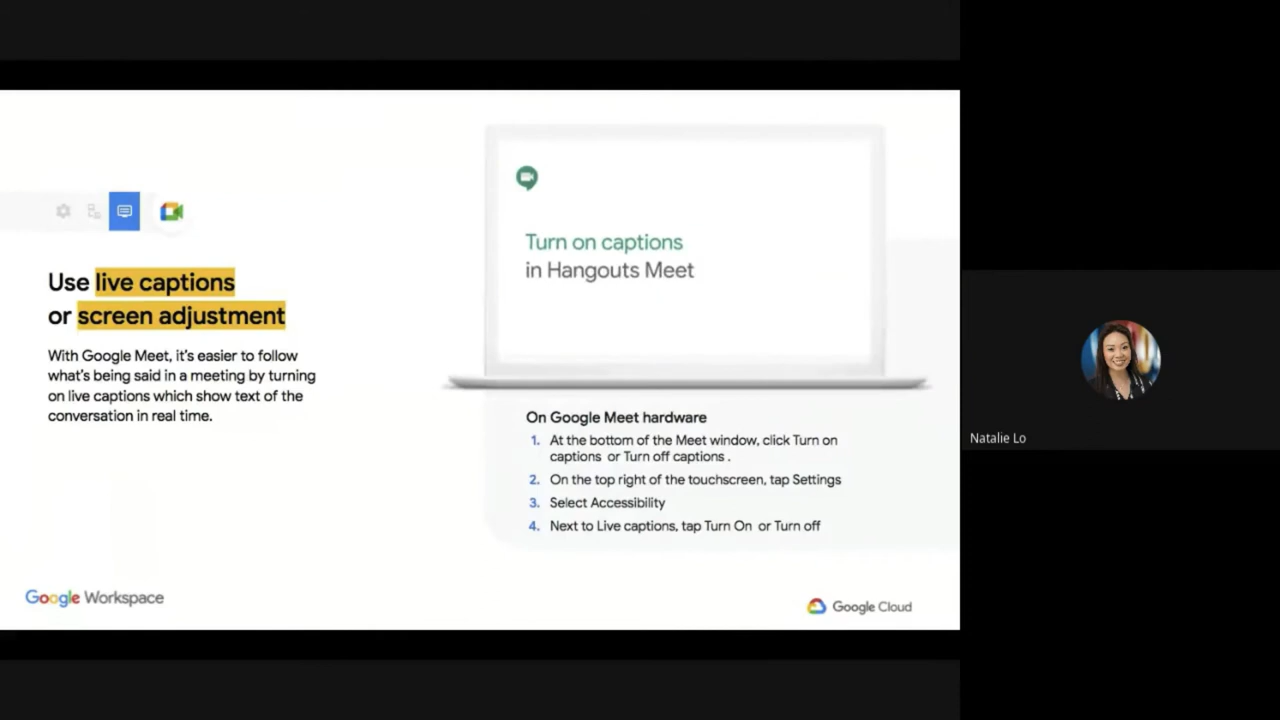 Use live captions
or screen adjustment
With Google Meet, it's easier to follow
what's being said in a meeting by turning
on live captions which show text of the
conversation in real time.
Turn on captions
in Hangouts Meet
On Google Meet hardware
1. At the bottom of the Meet window, click Turn on
captions or Turn off captions .
2. On the top right of the touchscreen, tap Settings
3. Select Accessibility
4. Next to Live captions, tap Turn On or Turn off
Google Workspace
Google Cloud
Natalie Lo